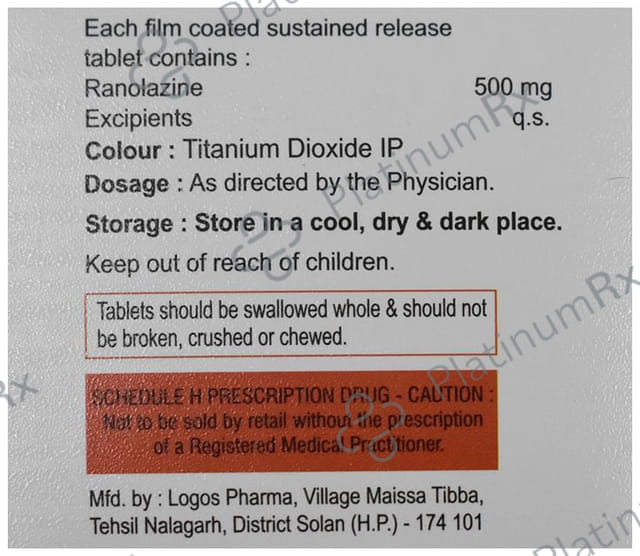 Each film coated sustained release
tablet contains :
Ranolazine 500 mg
Excipients q.s.
Colour : Titanium Dioxide IP
Dosage : As directed by the Physician.
Storage : Store in a cool, dry & dark place.
Keep out of reach of children.
Tablets should be swallowed whole & should not
be broken, crushed or chewed.
SCHEDULE H PRESCRIPTION DRUG - CAUTION :
Not to be sold by retail without the prescription
of a Registered Medical Practitioner.
Mfd. by : Logos Pharma, Village Maissa Tibba,
Tehsil Nalagarh, District Solan (H.P.) - 174 101
PlatinumRx
PlatinumRx